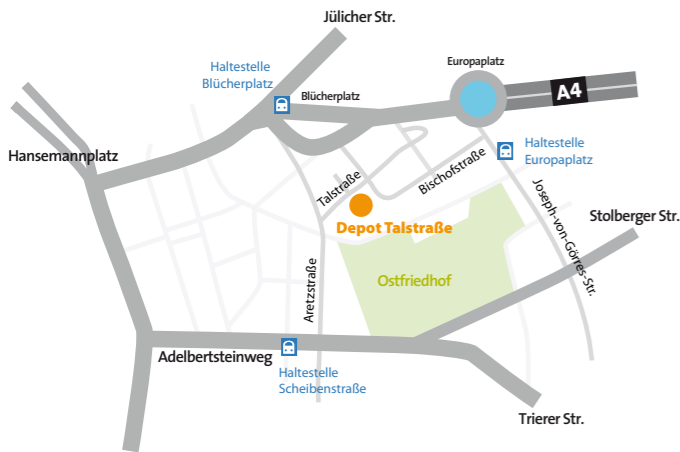 Jülicher Str.
Europaplatz
Haltestelle
Blücherplatz
Blücherplatz
A4
Haltestelle
Europaplatz
Hansemannplatz
Talstraße
Bischofstraße
Joseph-von-Görres-Str.
Stolberger Str.
Depot Talstraße
Aretzstraße
Ostfriedhof
Adelbertsteinweg
Haltestelle
Scheibenstraße
Trierer Str.